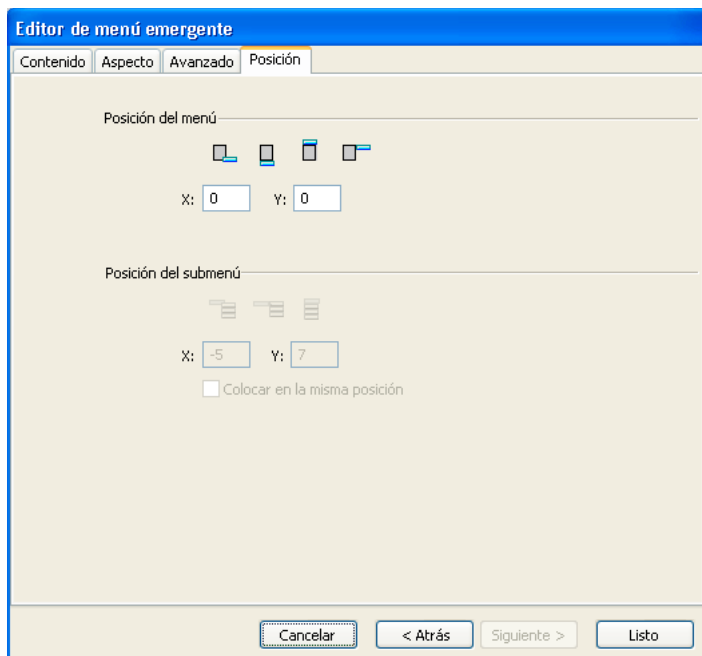 Editor de menú emergente
Contenido Aspecto Avanzado Posición
Posición del menú
X: 0 Y: 0
Posición del submenú
X: -5 Y: 7
Colocar en la misma posición
Cancelar < Atrás Siguiente > Listo